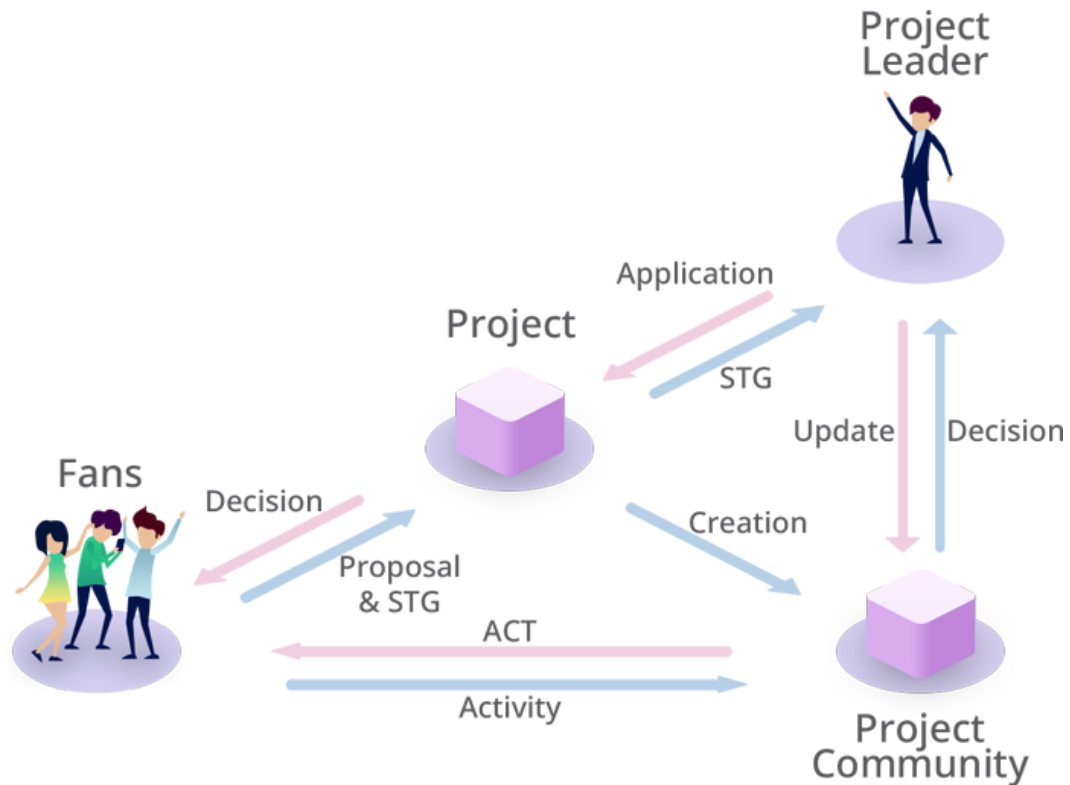 Project
Leader
Application
Project
STG
Update
Decision
Fans
Decision
Creation
Proposal
& STG
ACT
Activity
Project
Community